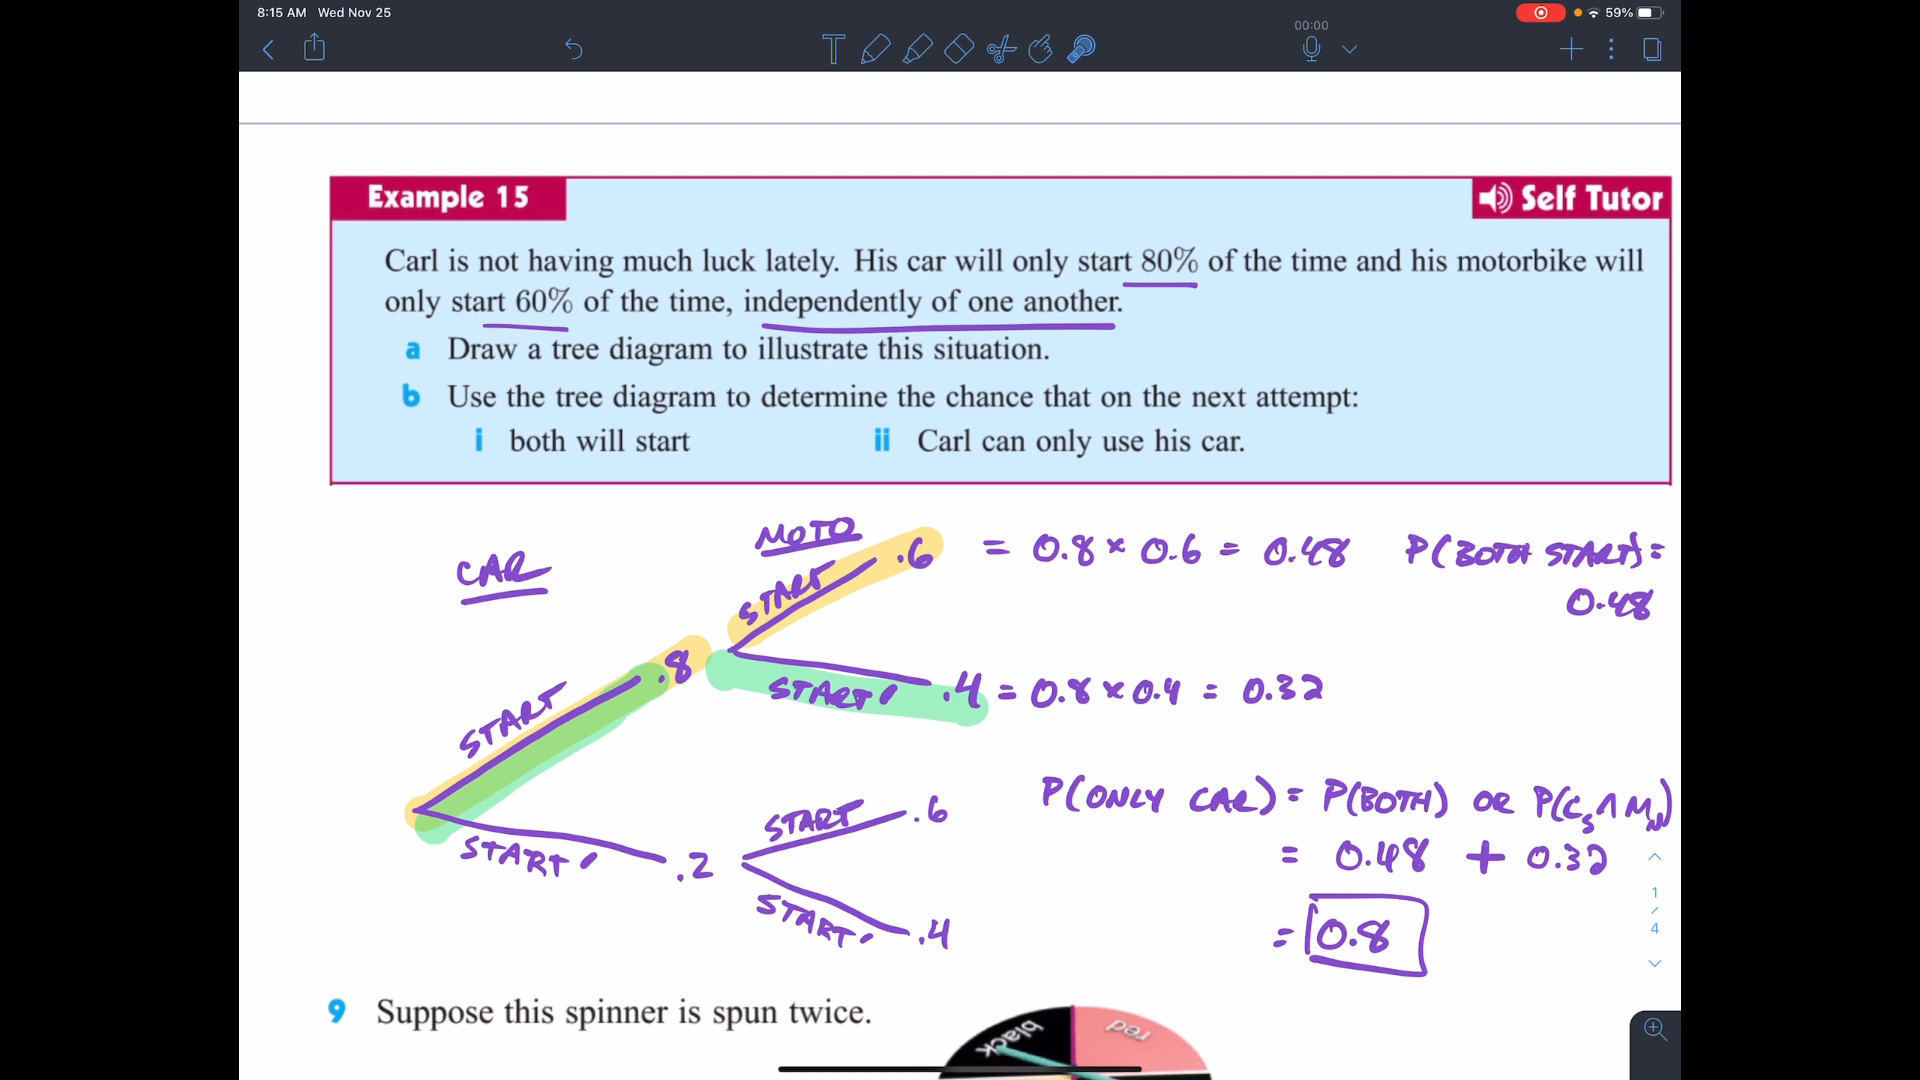 8:15 AM Wed Nov 25
59%
00:00
Example 15
Self Tutor
Carl is not having much luck lately. His car will only start 80% of the time and his motorbike will
only start 60% of the time, independently of one another.
a Draw a tree diagram to illustrate this situation.
b Use the tree diagram to determine the chance that on the next attempt:
i both will start ii Carl can only use his car.
CAR
MOTO
START .6 = 0.8 × 0.6 = 0.48 P(BOTH START) =
0.48
START .8
START' .4 = 0.8 × 0.4 = 0.32
START' .2
START .6
START' .4
P(ONLY CAR) = P(BOTH) OR P(C_S ∩ M_N)
= 0.48 + 0.32
= 0.8
1
/
4
9 Suppose this spinner is spun twice.
black
red